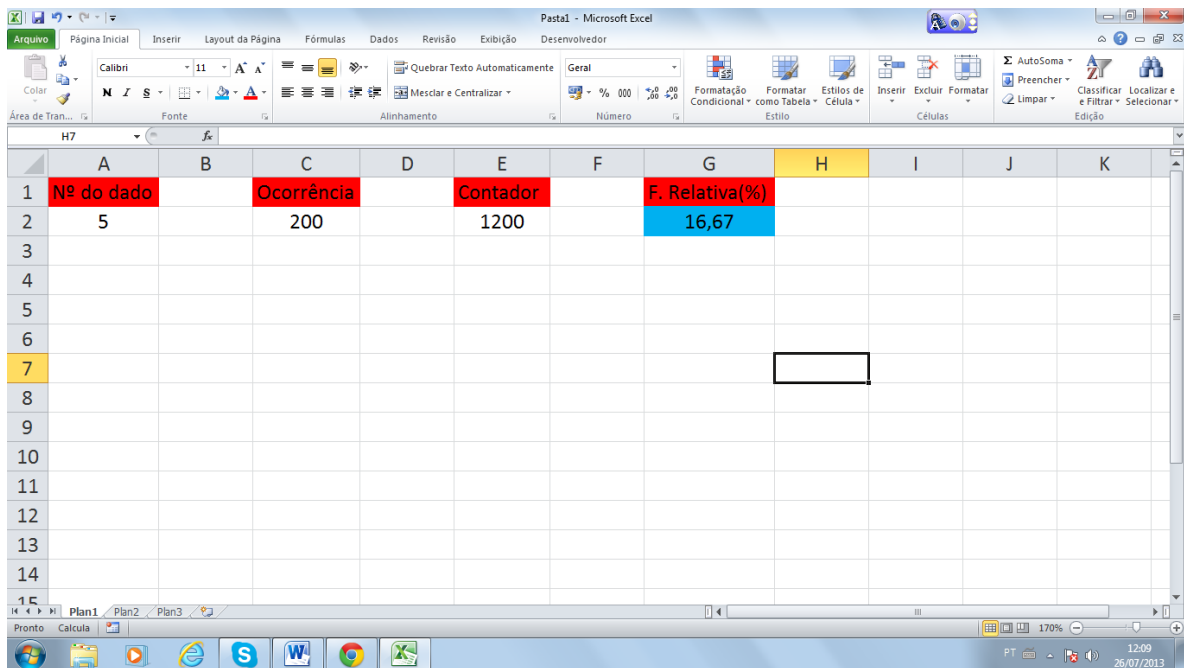 Pasta1 - Microsoft Excel
Arquivo Página Inicial Inserir Layout da Página Fórmulas Dados Revisão Exibição Desenvolvedor
Colar
Calibri 11 A A
N I S A
Quebrar Texto Automaticamente
Mesclar e Centralizar
Geral
% 000 ,00 ,0
Formatação Condicional
Formatar como Tabela
Estilos de Célula
Inserir Excluir Formatar
Σ AutoSoma
Preencher
Limpar
Classificar e Filtrar
Localizar e Selecionar
Área de Tran... Fonte Alinhamento Número Estilo Células Edição
H7 fx
A B C D E F G H I J K
1 Nº do dado Ocorrência Contador F. Relativa(%)
2 5 200 1200 16,67
3
4
5
6
7
8
9
10
11
12
13
14
15
Plan1 Plan2 Plan3
Pronto Calcula 170%
PT 12:09
26/07/2013